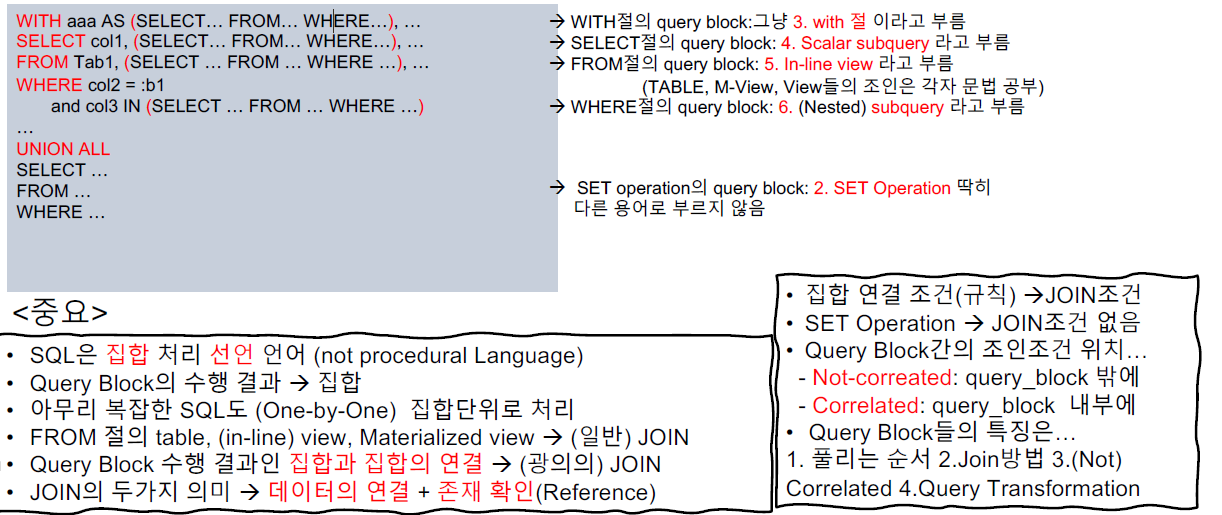 WITH aaa AS (SELECT… FROM… WHERE…), …
SELECT col1, (SELECT… FROM… WHERE…), …
FROM Tab1, (SELECT … FROM … WHERE …), …
WHERE col2 = :b1
and col3 IN (SELECT … FROM … WHERE …)
…
UNION ALL
SELECT …
FROM …
WHERE …
→ WITH절의 query block:그냥 3. with 절 이라고 부름
→ SELECT절의 query block: 4. Scalar subquery 라고 부름
→ FROM절의 query block: 5. In-line view 라고 부름
(TABLE, M-View, View들의 조인은 각자 문법 공부)
→ WHERE절의 query block: 6. (Nested) subquery 라고 부름
→ SET operation의 query block: 2. SET Operation 딱히
다른 용어로 부르지 않음
<중요>
• SQL은 집합 처리 선언 언어 (not procedural Language)
• Query Block의 수행 결과 → 집합
• 아무리 복잡한 SQL도 (One-by-One) 집합단위로 처리
• FROM 절의 table, (in-line) view, Materialized view → (일반) JOIN
• Query Block 수행 결과인 집합과 집합의 연결 → (광의의) JOIN
• JOIN의 두가지 의미 → 데이터의 연결 + 존재 확인(Reference)
• 집합 연결 조건(규칙) →JOIN조건
• SET Operation → JOIN조건 없음
• Query Block간의 조인조건 위치…
- Not-correated: query_block 밖에
- Correlated: query_block 내부에
• Query Block들의 특징은…
1. 풀리는 순서 2.Join방법 3.(Not)
Correlated 4.Query Transformation